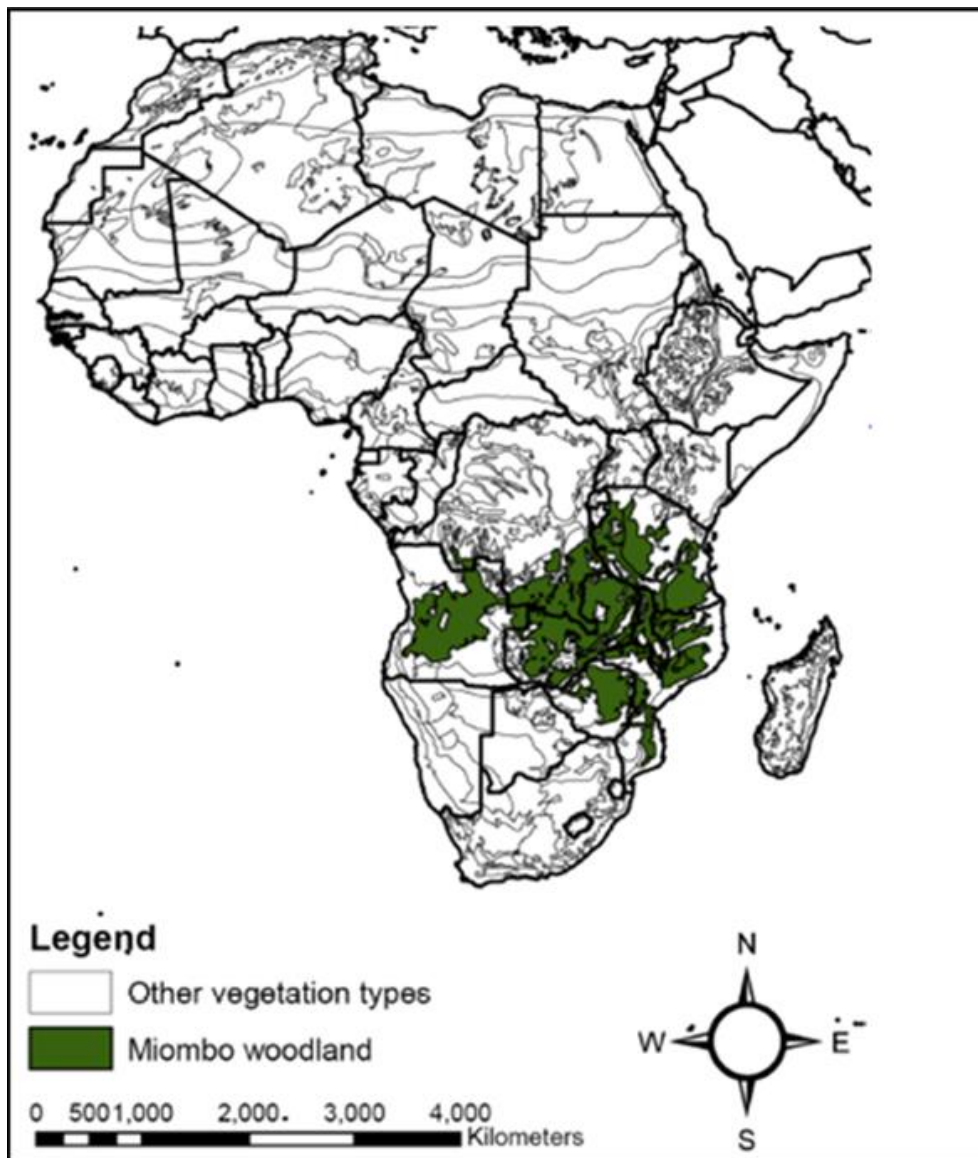 Legend
Other vegetation types
Miombo woodland
0 500 1,000 2,000 3,000 4,000
Kilometers
N
W E
S